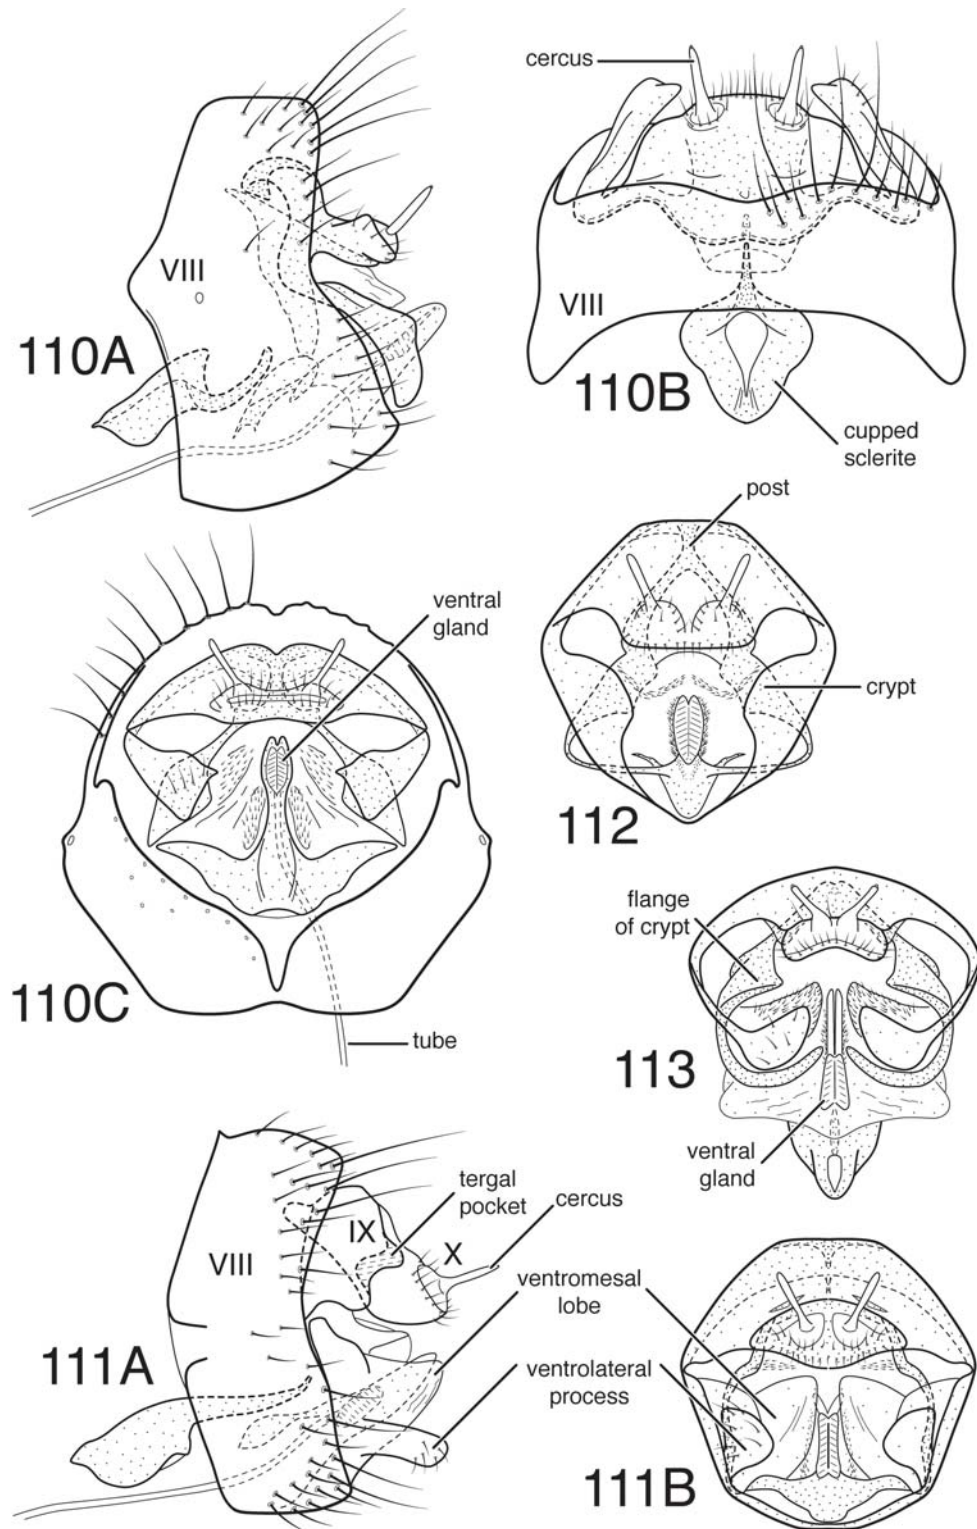 cercus
VIII
110A
VIII
110B
cupped
sclerite
post
ventral
gland
crypt
112
flange
of crypt
110C
tube
113
ventral
gland
tergal
pocket
cercus
IX
X
VIII
ventromesal
lobe
111A
ventrolateral
process
111B